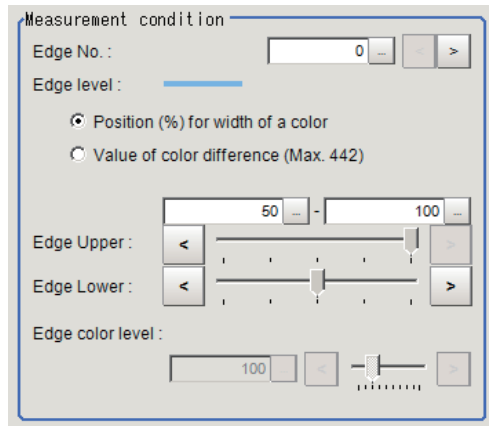 Measurement condition
Edge No. : 0 ... < >
Edge level :
Position (%) for width of a color
Value of color difference (Max. 442)
50 ... - 100 ...
Edge Upper : < >
Edge Lower : < >
Edge color level :
100 ... < >